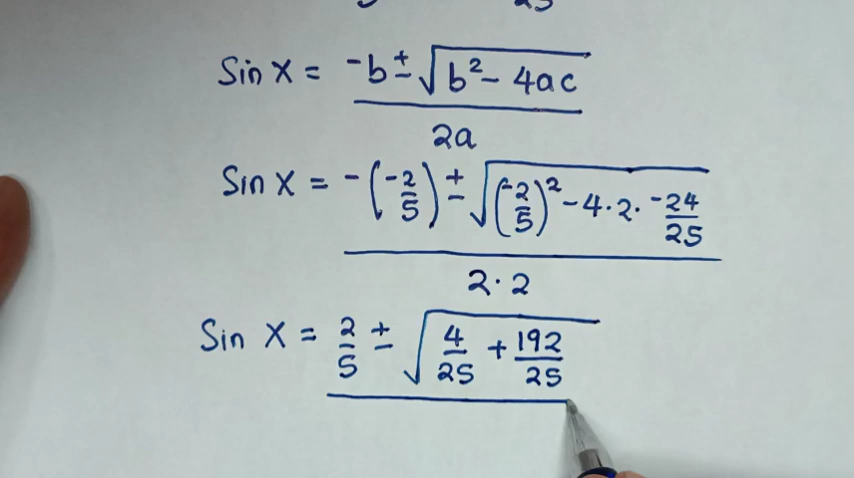 Sin X = -b ± √(b² - 4ac) / 2a
Sin X = -(-2/5) ± √((-2/5)² - 4·2·-24/25) / 2·2
Sin X = 2/5 ± √(4/25 + 192/25)